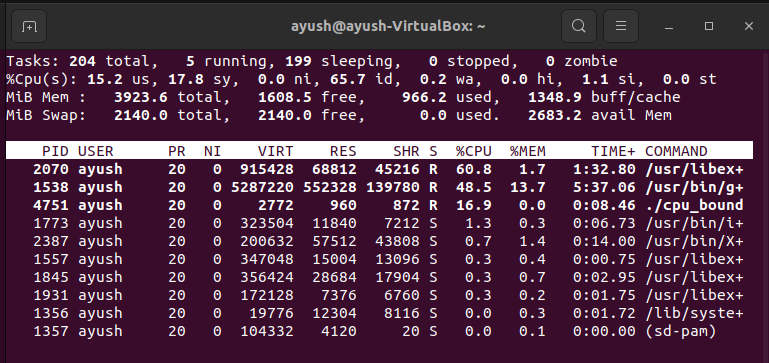 ayush@ayush-VirtualBox: ~
Tasks: 204 total,   5 running, 199 sleeping,   0 stopped,   0 zombie
%Cpu(s): 15.2 us, 17.8 sy,  0.0 ni, 65.7 id,  0.2 wa,  0.0 hi,  1.1 si,  0.0 st
MiB Mem :   3923.6 total,   1608.5 free,    966.2 used,   1348.9 buff/cache
MiB Swap:   2140.0 total,   2140.0 free,      0.0 used.   2683.2 avail Mem
PID USER      PR  NI    VIRT    RES    SHR S  %CPU  %MEM     TIME+ COMMAND
2070 ayush     20   0  915428  68812  45216 R  60.8   1.7   1:32.80 /usr/libex+
1538 ayush     20   0 5287220 552328 139780 R  48.5  13.7   5:37.06 /usr/bin/g+
4751 ayush     20   0    2772    960    872 R  16.9   0.0   0:08.46 ./cpu_bound
1773 ayush     20   0  323504  11840   7212 S   1.3   0.3   0:06.73 /usr/bin/i+
2387 ayush     20   0  200632  57512  43808 S   0.7   1.4   0:14.00 /usr/bin/X+
1557 ayush     20   0  347048  15004  13096 S   0.3   0.4   0:00.75 /usr/libex+
1845 ayush     20   0  356424  28684  17904 S   0.3   0.7   0:02.95 /usr/libex+
1931 ayush     20   0  172128   7376   6760 S   0.3   0.2   0:01.75 /usr/libex+
1356 ayush     20   0   19776  12304   8116 S   0.0   0.3   0:01.72 /lib/syste+
1357 ayush     20   0  104332   4120     20 S   0.0   0.1   0:00.00 (sd-pam)